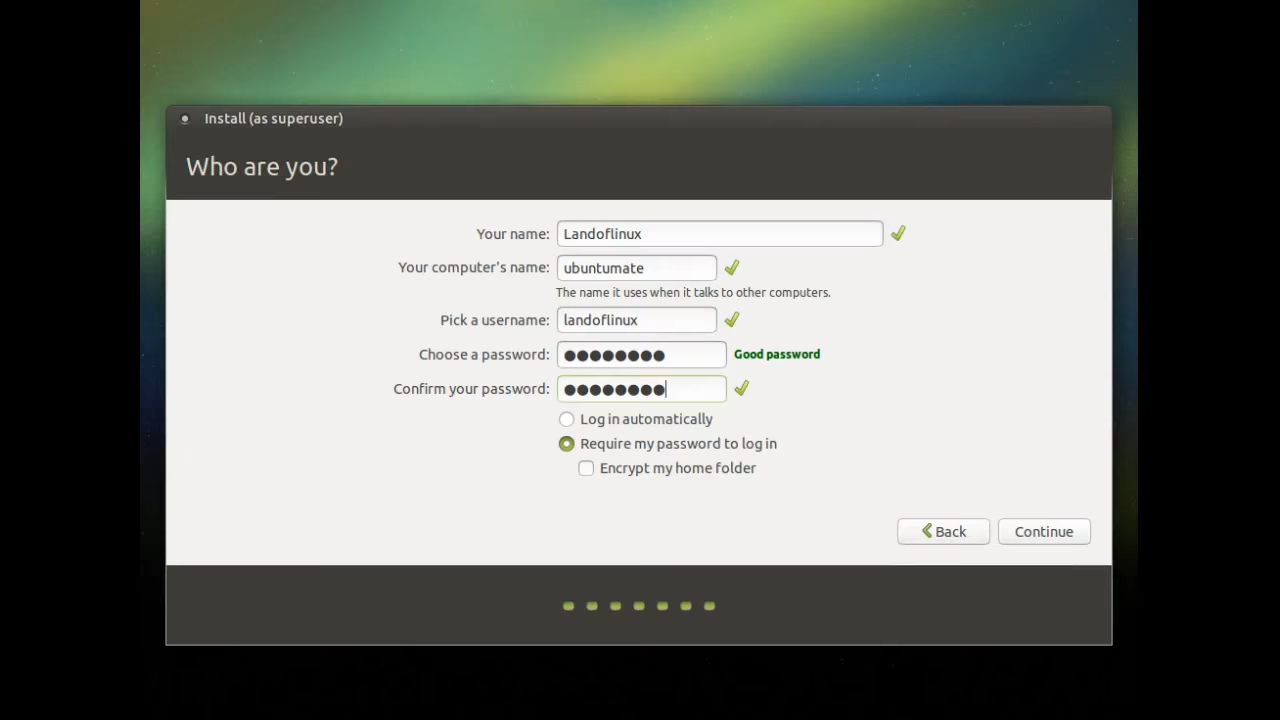 Install (as superuser)
Who are you?
Your name: Landoflinux
Your computer's name: ubuntumate
The name it uses when it talks to other computers.
Pick a username: landoflinux
Choose a password: ●●●●●●●● Good password
Confirm your password: ●●●●●●●●
Log in automatically
Require my password to log in
Encrypt my home folder
Back Continue